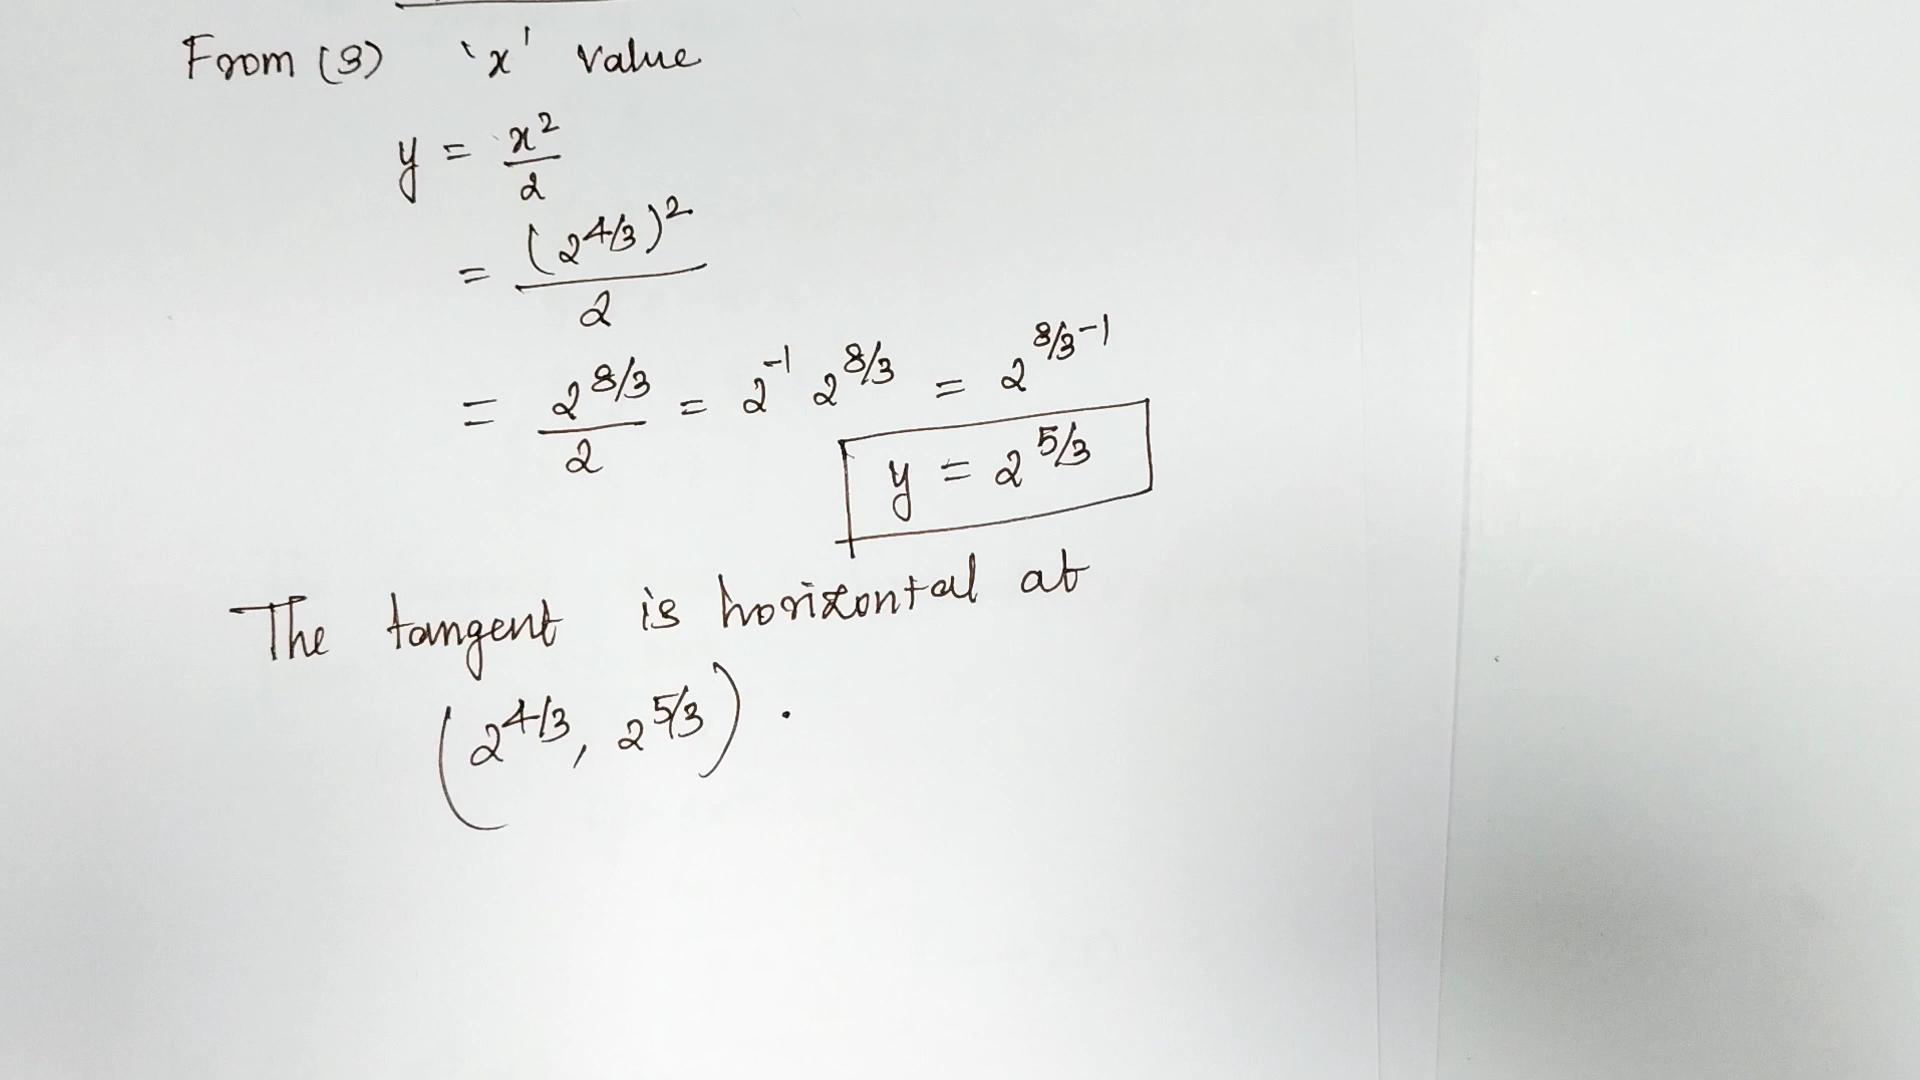 From (3) 'x' value
y = x²/2
= (2^4/3)²/2
= 2^8/3/2 = 2^-1 2^8/3 = 2^8/3-1
y = 2^5/3
The tangent is horizontal at
(2^4/3, 2^5/3).